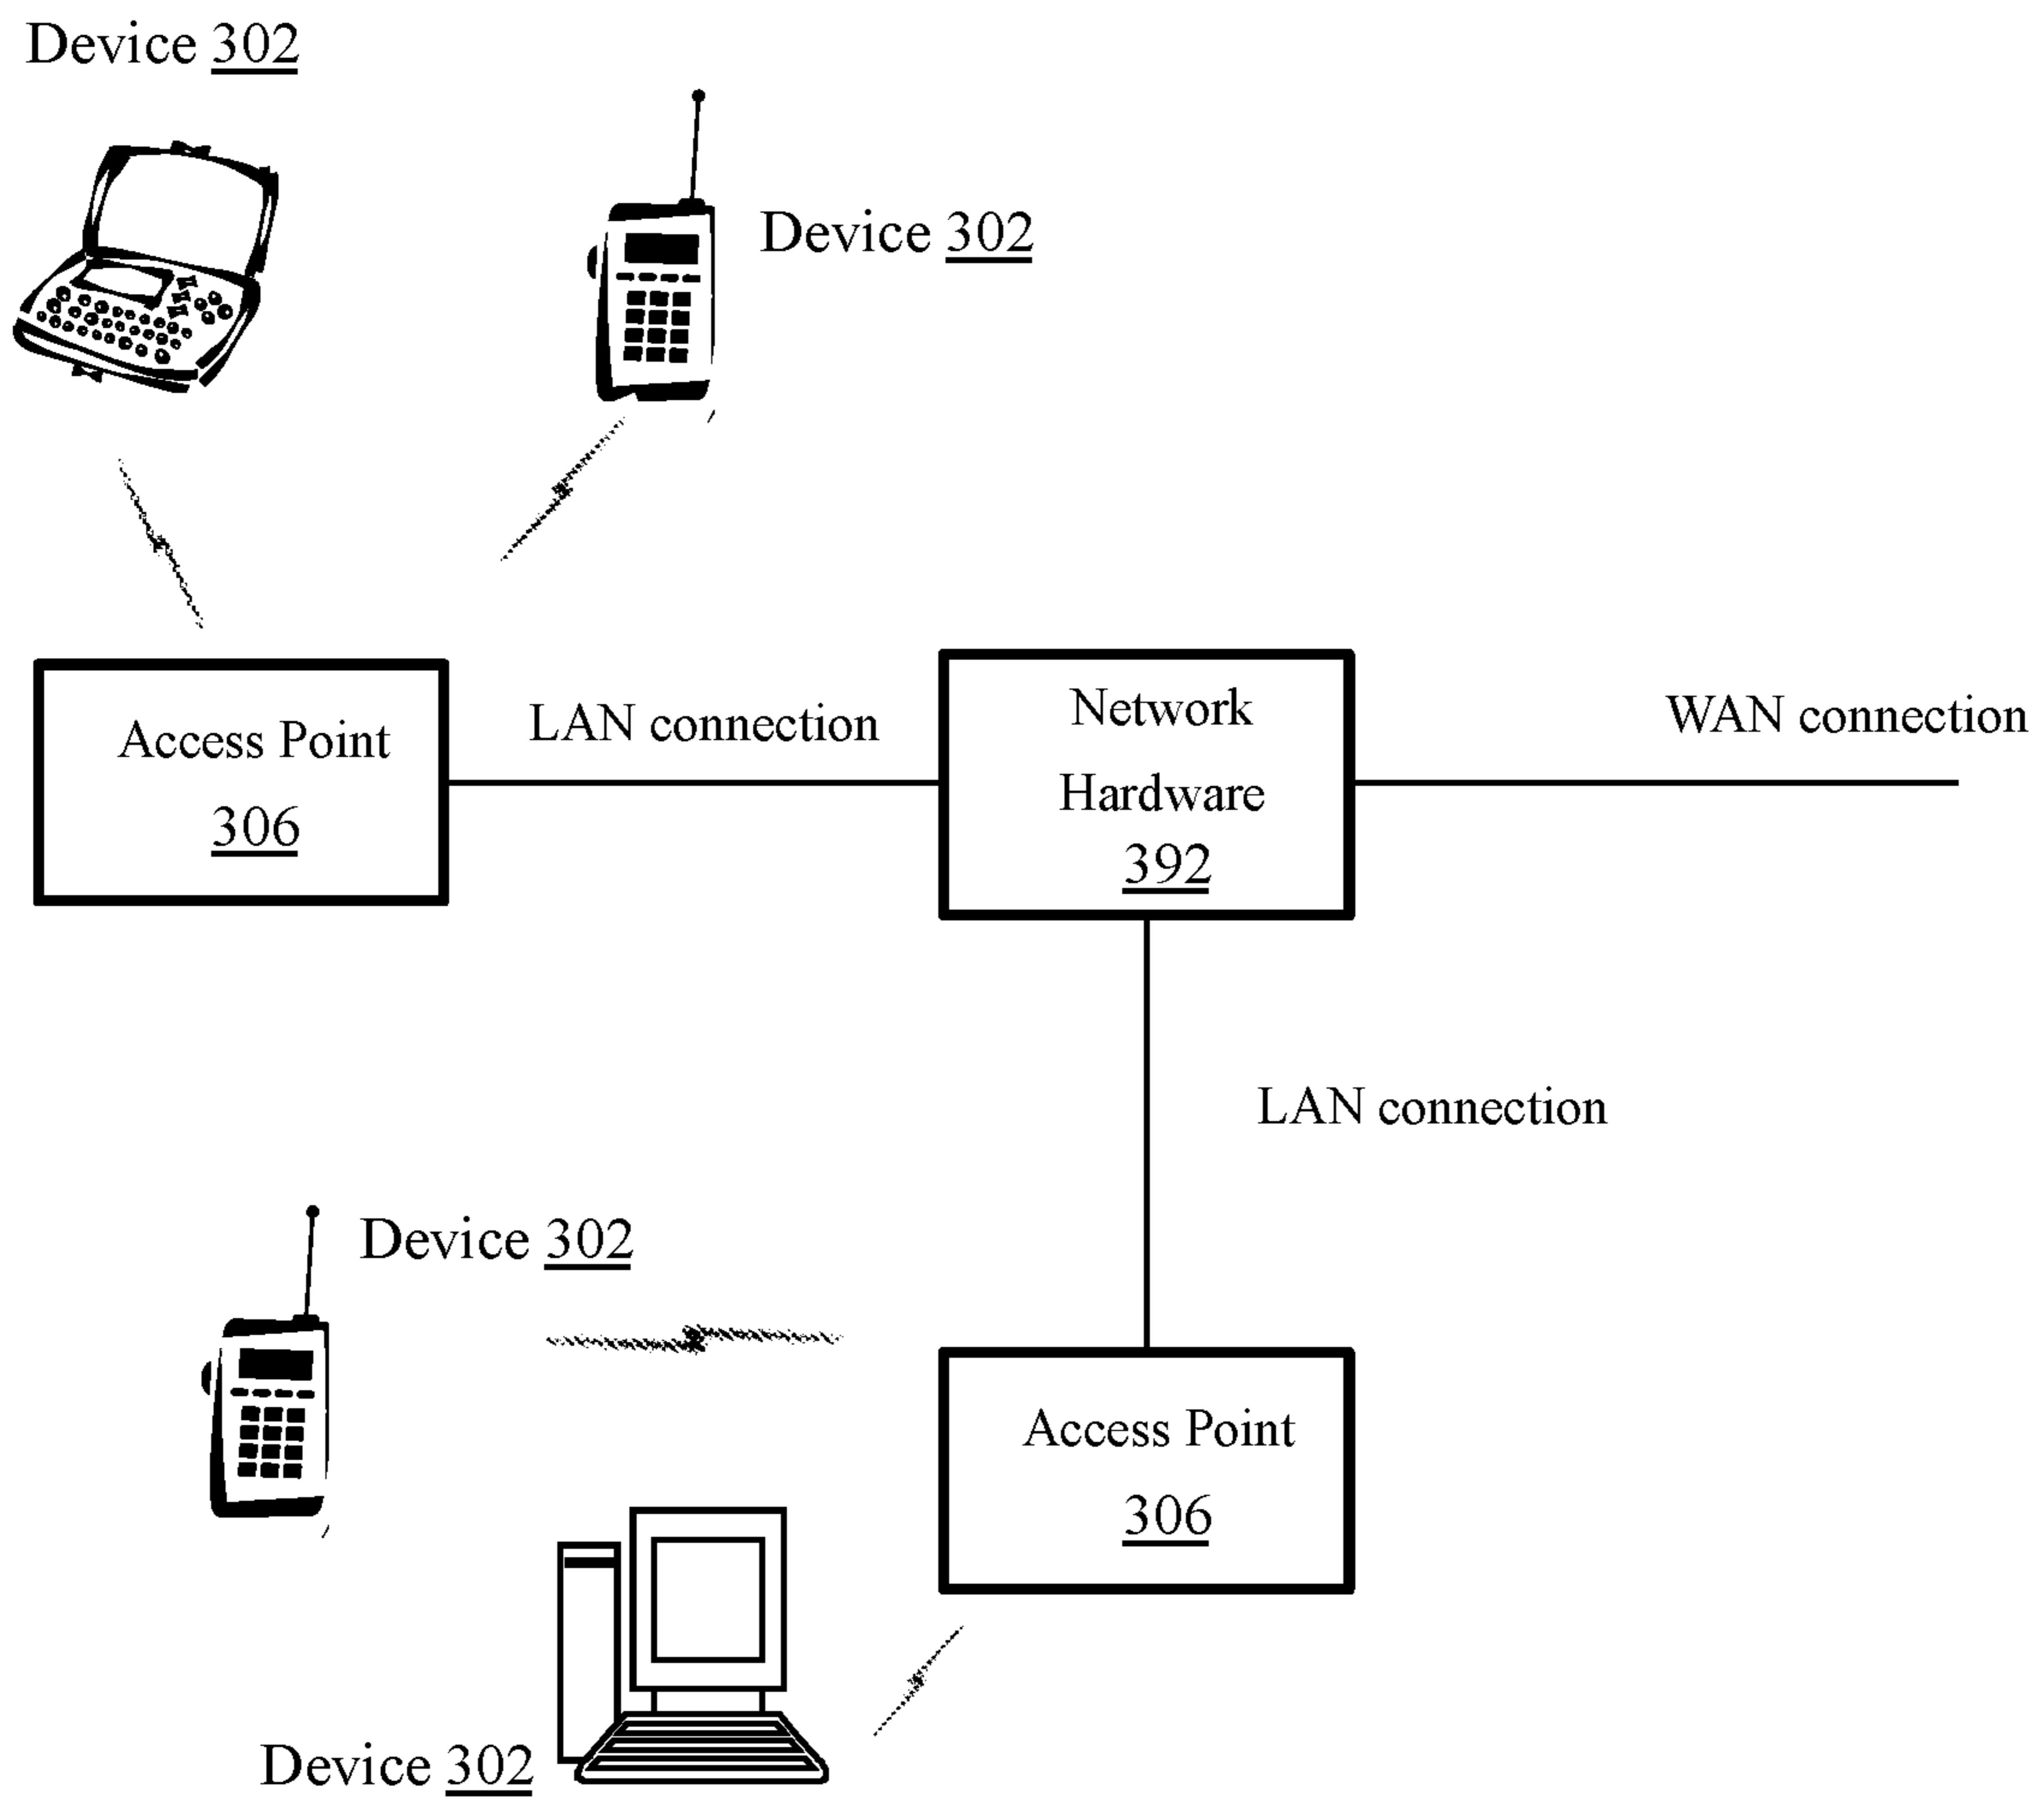 Device 302
Device 302
Access Point
306
LAN connection
Network
Hardware
392
WAN connection
LAN connection
Device 302
Access Point
306
Device 302